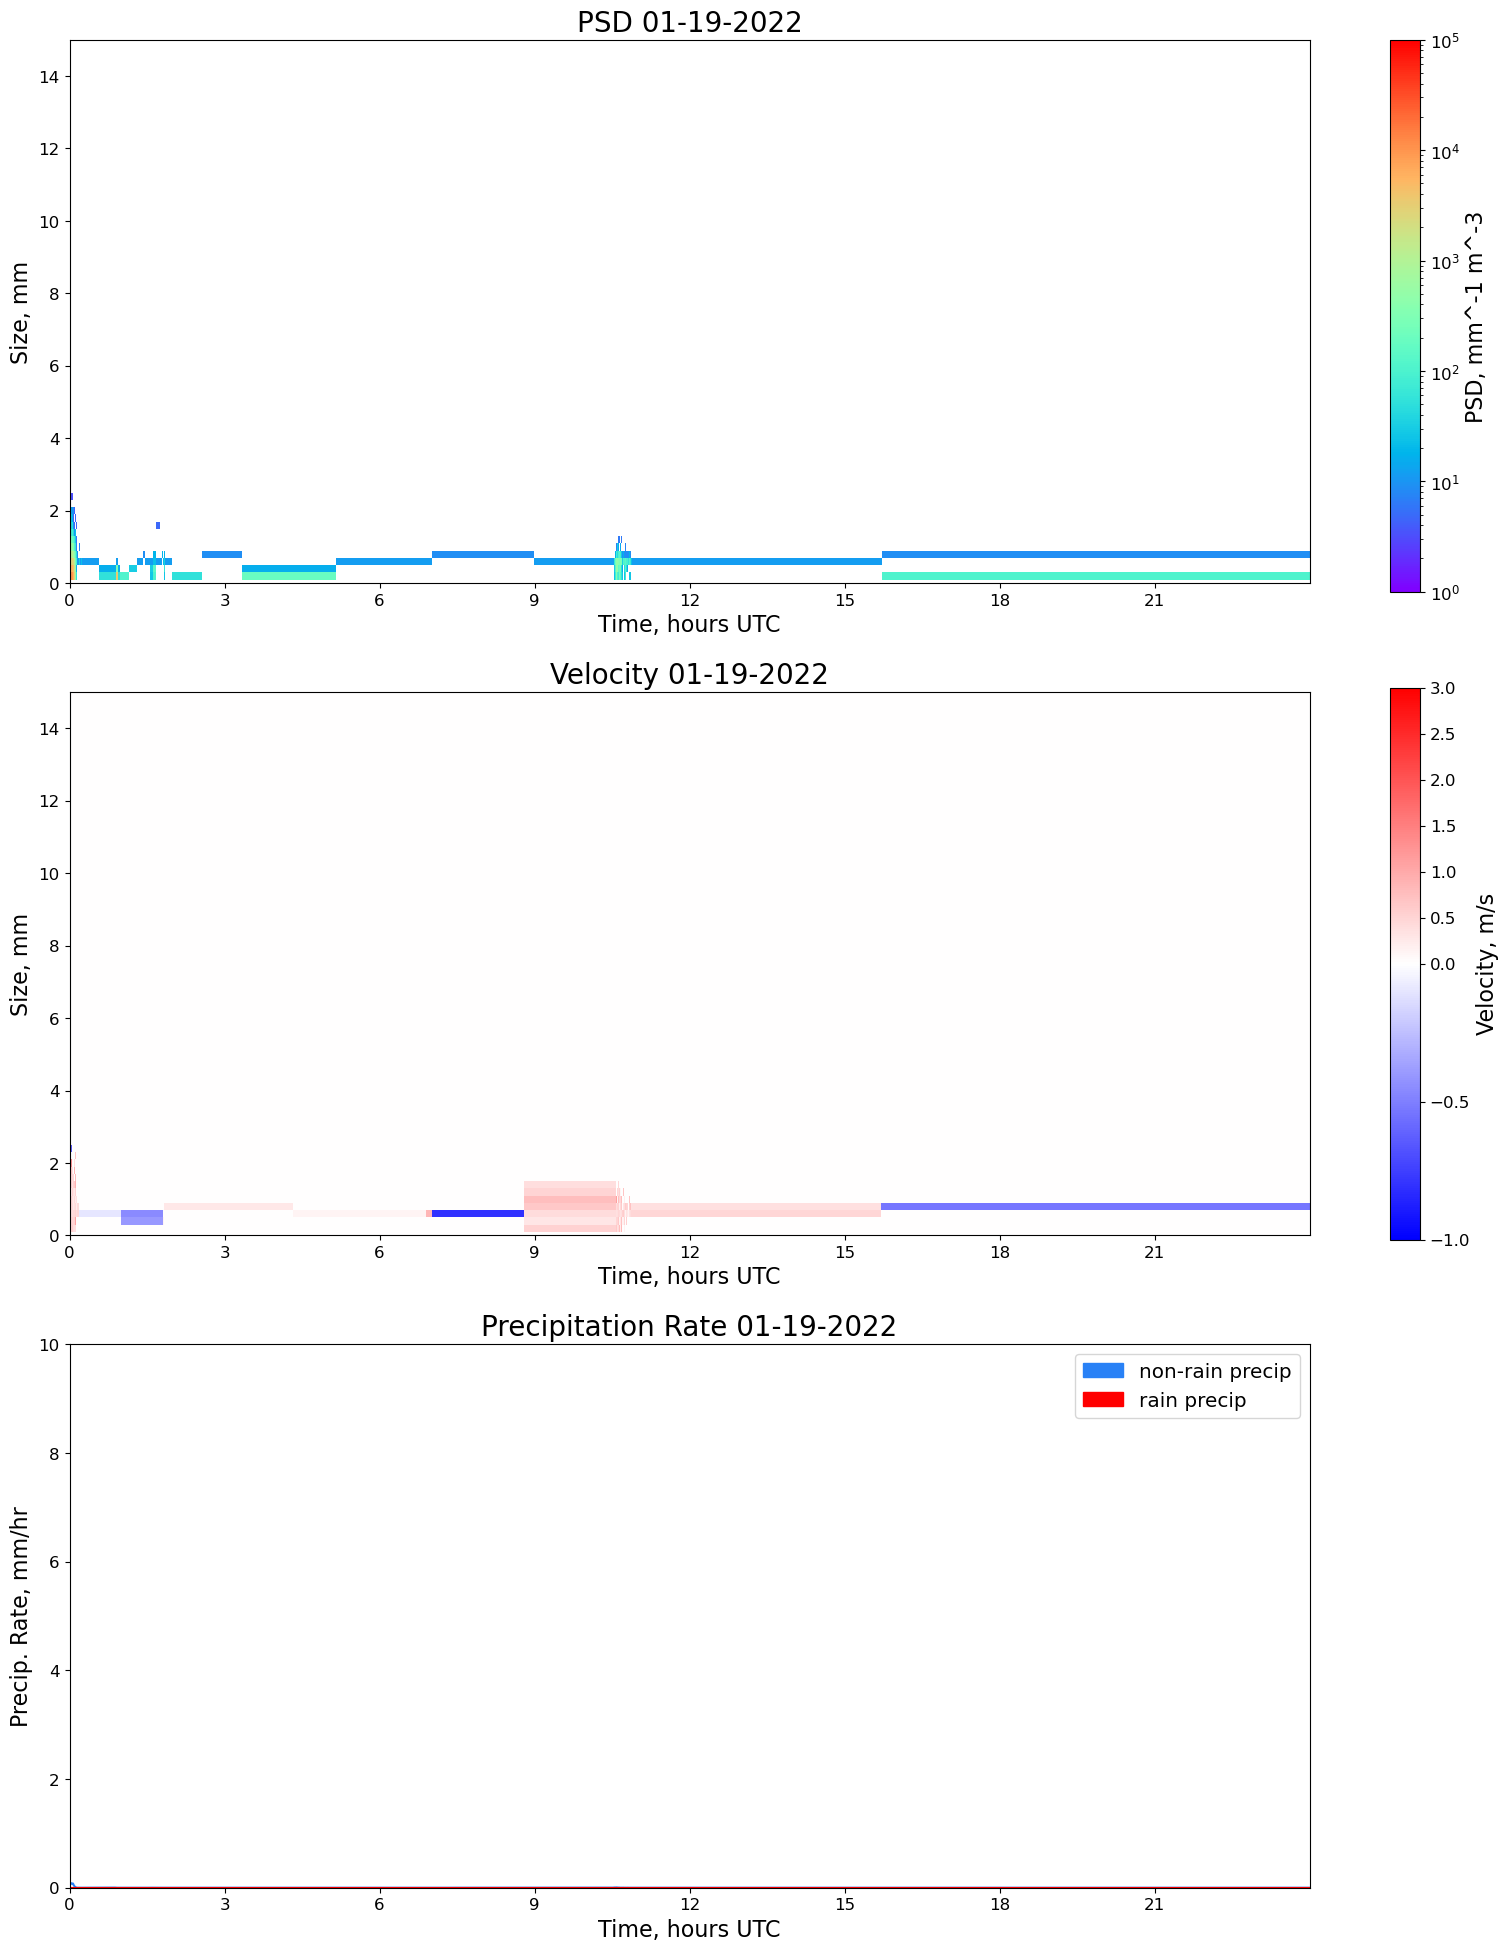 PSD 01-19-2022
14
12
10
8
6
4
2
0
Size, mm
0 3 6 9 12 15 18 21
Time, hours UTC
10^5
10^4
10^3
10^2
10^1
10^0
PSD, mm^-1 m^-3
Velocity 01-19-2022
14
12
10
8
6
4
2
0
Size, mm
0 3 6 9 12 15 18 21
Time, hours UTC
3.0
2.5
2.0
1.5
1.0
0.5
0.0
−0.5
−1.0
Velocity, m/s
Precipitation Rate 01-19-2022
10
8
6
4
2
0
Precip. Rate, mm/hr
non-rain precip
rain precip
0 3 6 9 12 15 18 21
Time, hours UTC